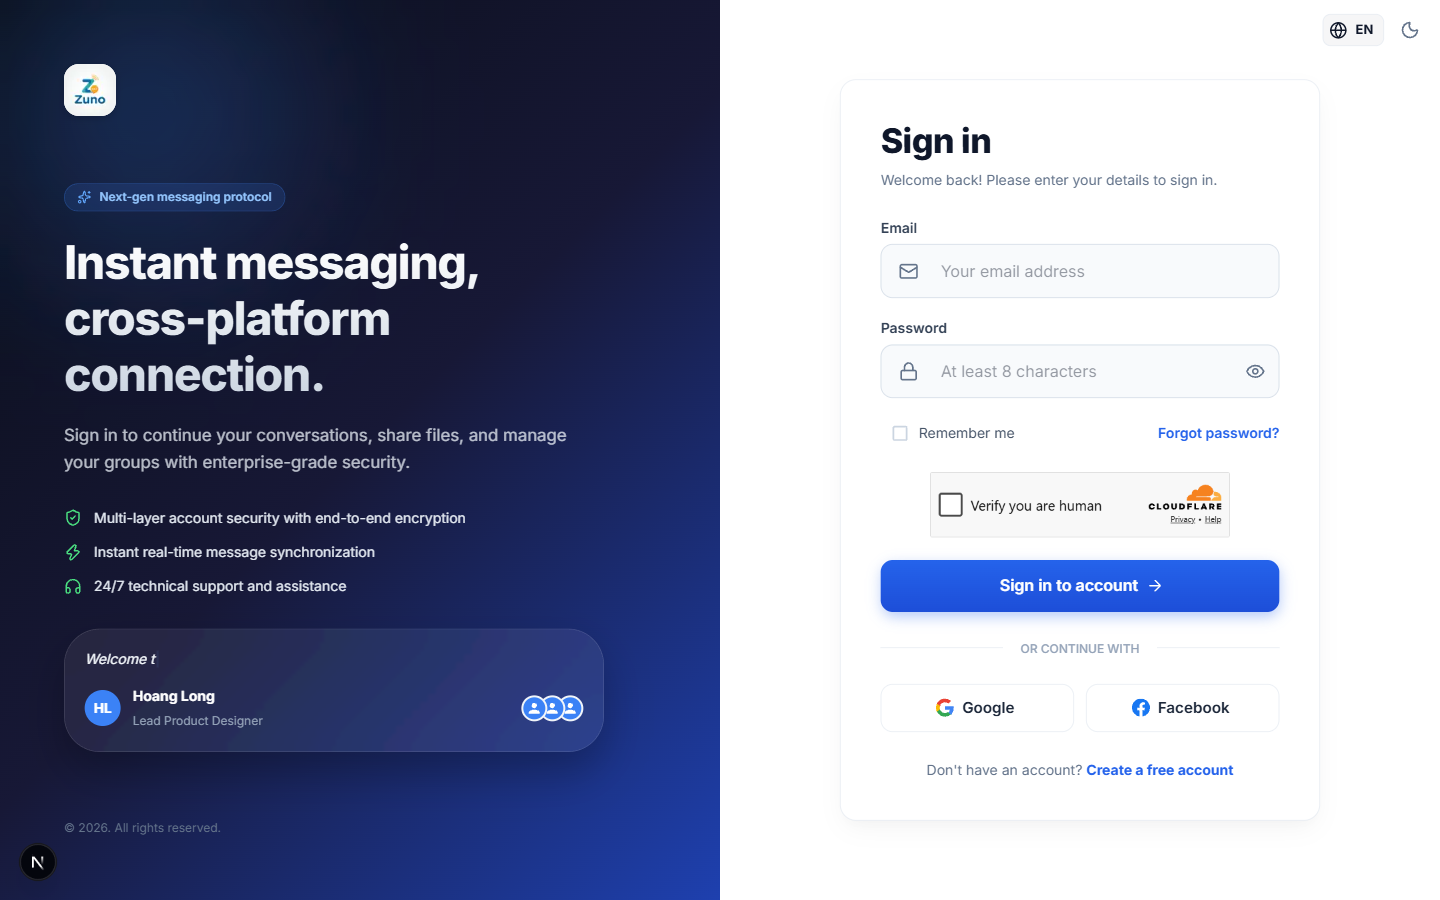 Zuno
Next-gen messaging protocol
Instant messaging,
cross-platform
connection.
Sign in to continue your conversations, share files, and manage
your groups with enterprise-grade security.
Multi-layer account security with end-to-end encryption
Instant real-time message synchronization
24/7 technical support and assistance
Welcome t
HL
Hoang Long
Lead Product Designer
© 2026. All rights reserved.
N
EN
Sign in
Welcome back! Please enter your details to sign in.
Email
Your email address
Password
At least 8 characters
Remember me
Forgot password?
Verify you are human
CLOUDFLARE
Privacy • Help
Sign in to account →
OR CONTINUE WITH
Google
Facebook
Don't have an account? Create a free account